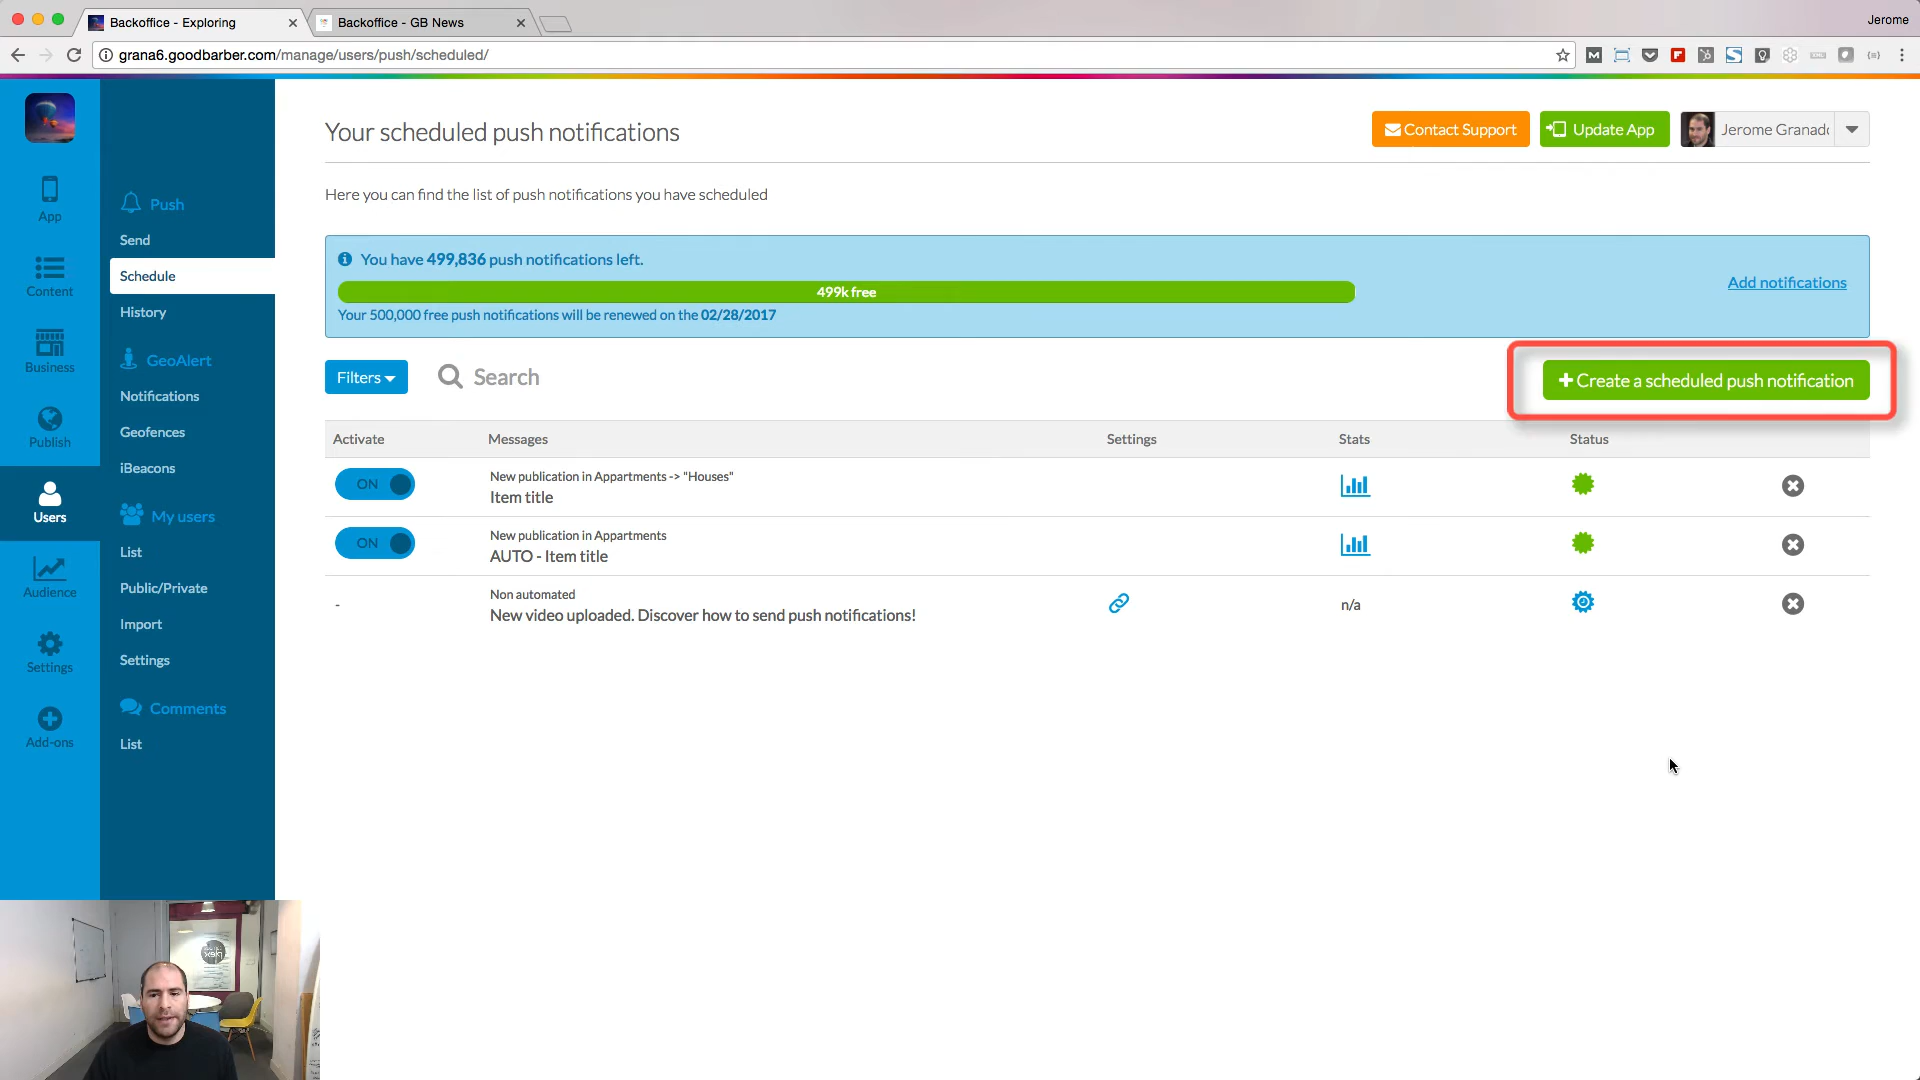 Backoffice - Exploring
Backoffice - GB News
Jerome
grana6.goodbarber.com/manage/users/push/scheduled/
App
Content
Business
Publish
Users
Audience
Settings
Add-ons
Push
Send
Schedule
History
GeoAlert
Notifications
Geofences
iBeacons
My users
List
Public/Private
Import
Settings
Comments
List
Your scheduled push notifications
Contact Support
Update App
Jerome Granado
Here you can find the list of push notifications you have scheduled
You have 499,836 push notifications left.
499k free
Your 500,000 free push notifications will be renewed on the 02/28/2017
Add notifications
Filters
Search
+ Create a scheduled push notification
Activate Messages Settings Stats Status
ON
New publication in Appartments -> "Houses"
Item title
ON
New publication in Appartments
AUTO - Item title
-
Non automated
New video uploaded. Discover how to send push notifications!
n/a